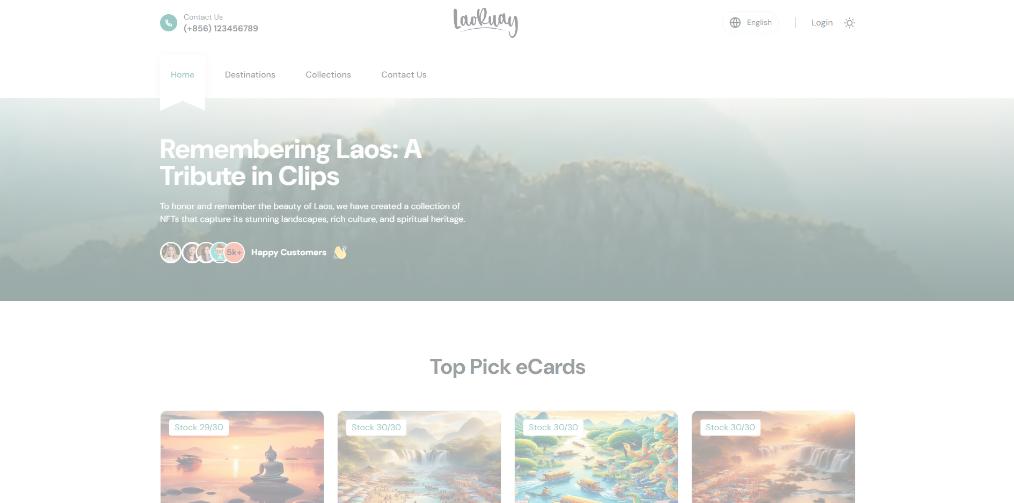 Contact Us
(+856) 123456789
LaoRuay
English
Login
Home
Destinations
Collections
Contact Us
Remembering Laos: A
Tribute in Clips
To honor and remember the beauty of Laos, we have created a collection of
NFTs that capture its stunning landscapes, rich culture, and spiritual heritage.
5k+
Happy Customers
Top Pick eCards
Stock 29/30
Stock 30/30
Stock 30/30
Stock 30/30